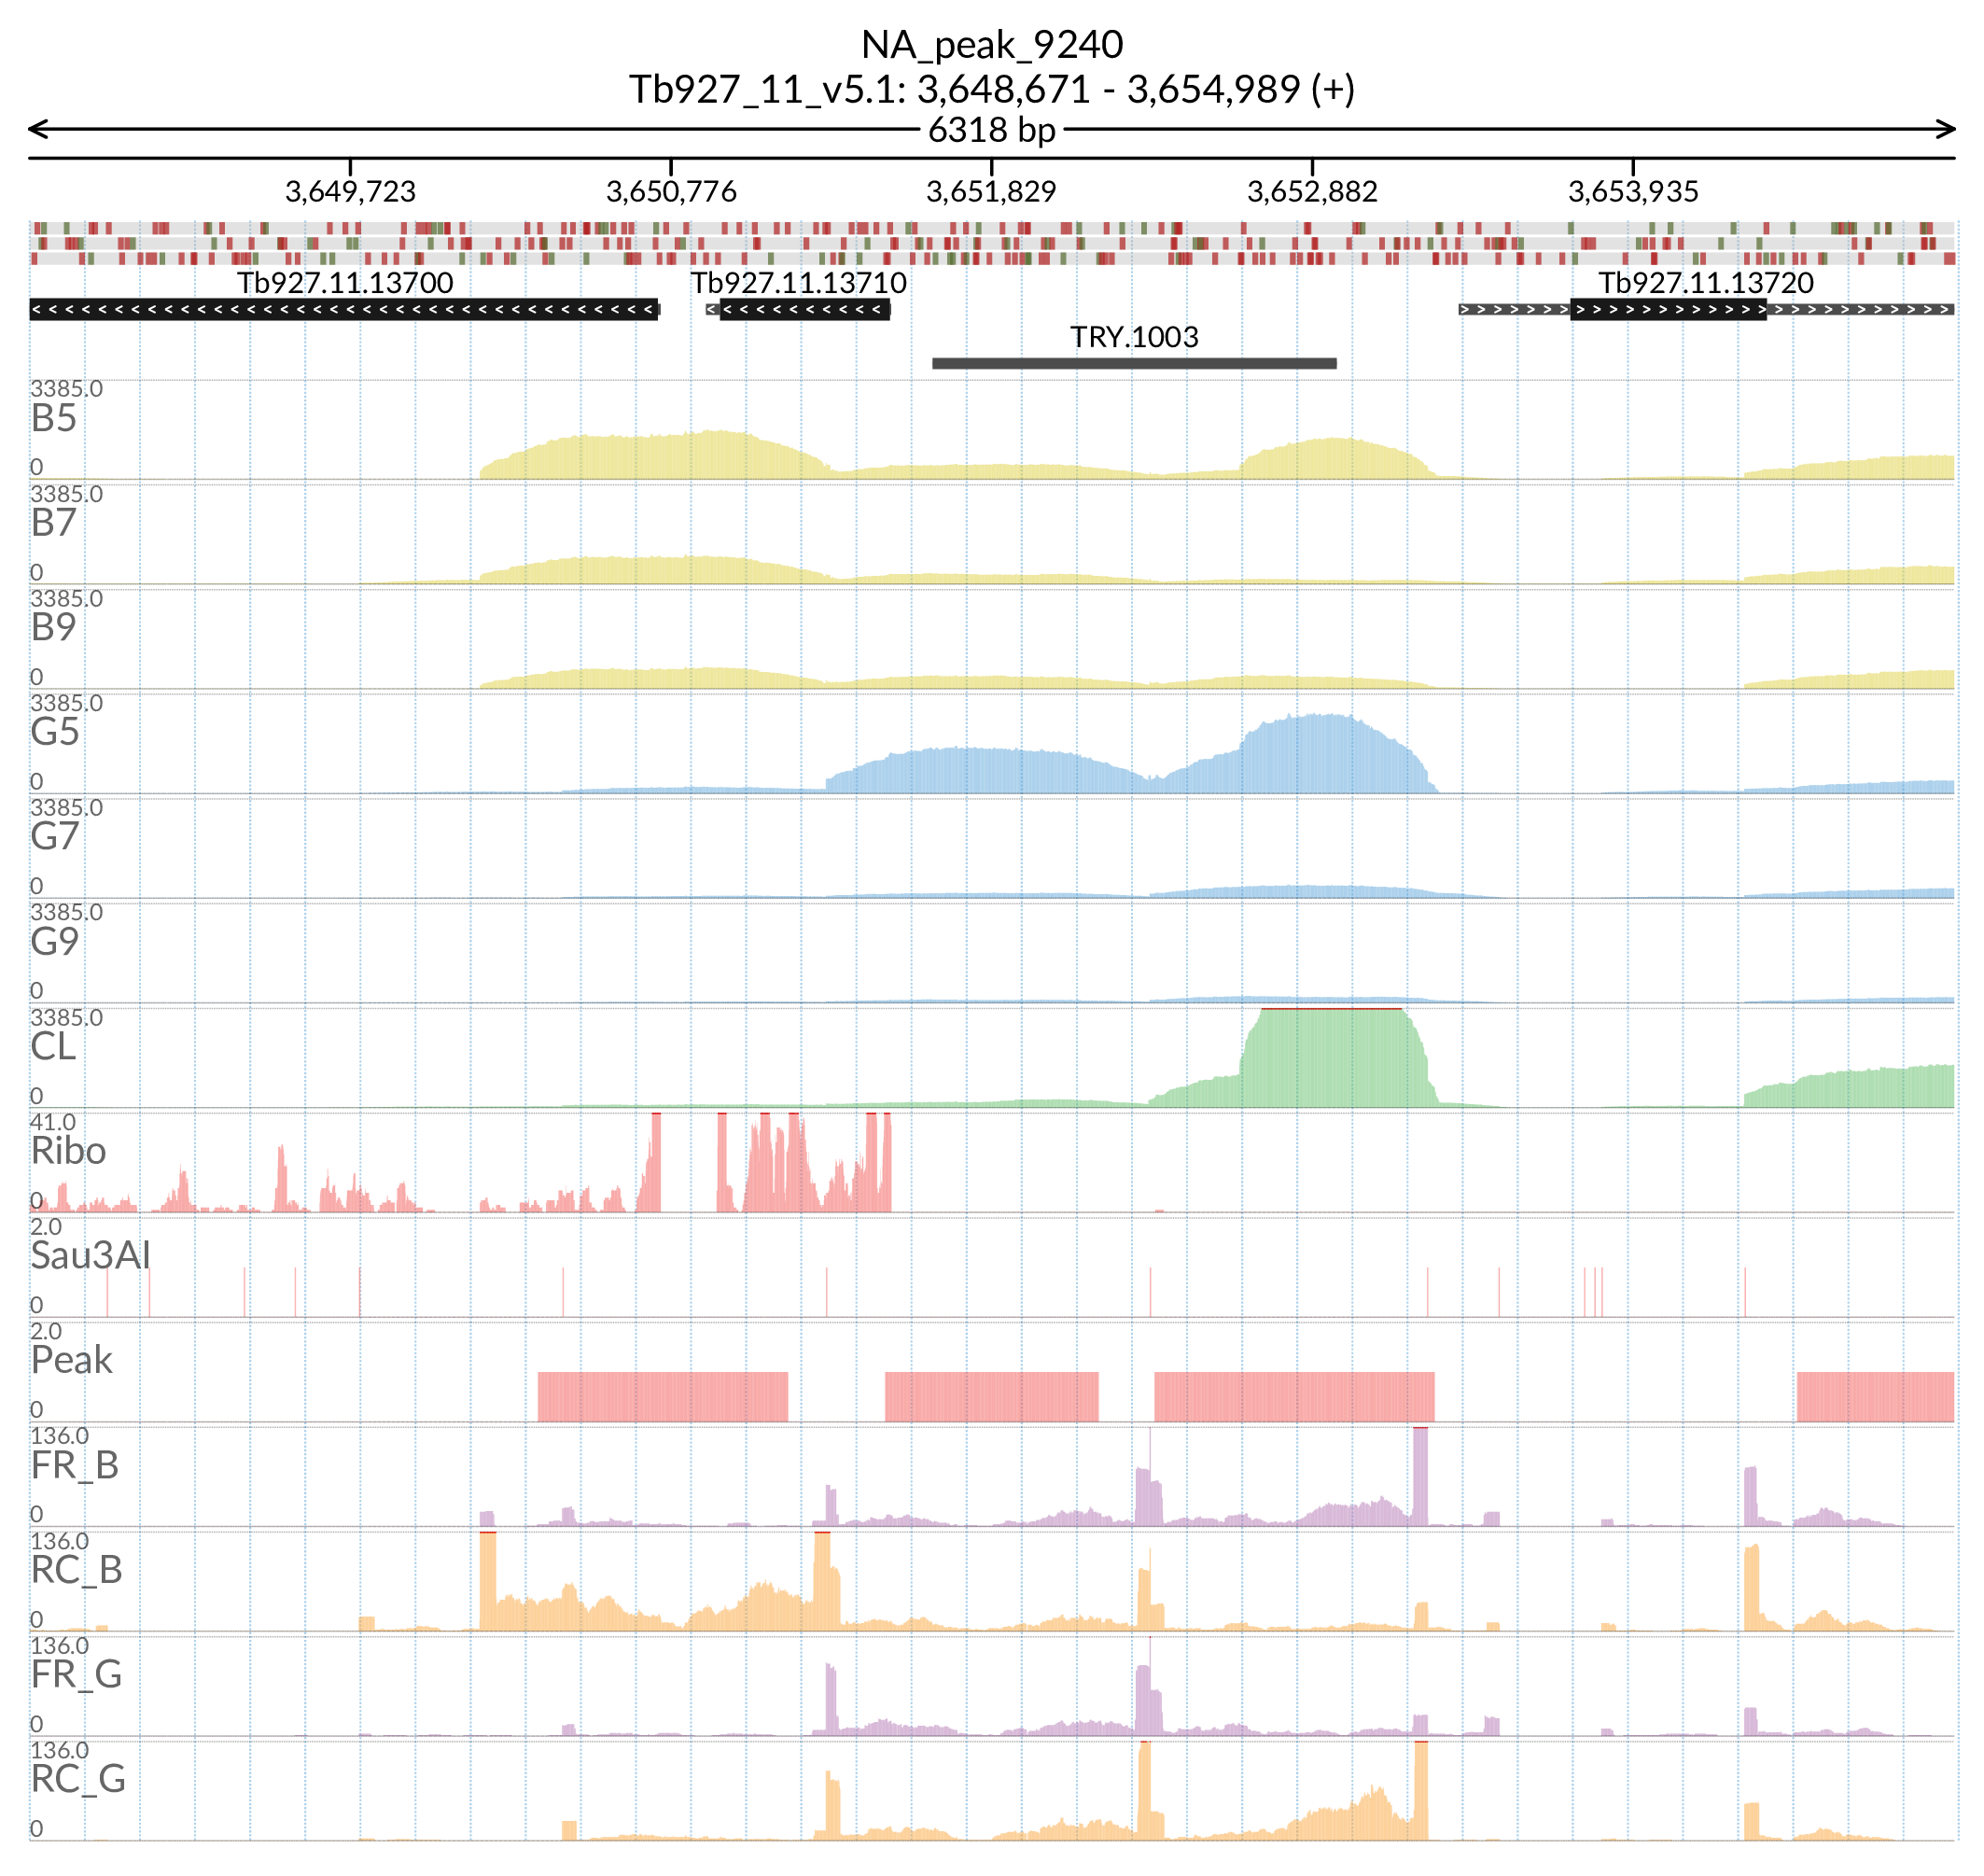 NA_peak_9240
Tb927_11_v5.1: 3,648,671 - 3,654,989 (+)
6318 bp
3,649,723 3,650,776 3,651,829 3,652,882 3,653,935
Tb927.11.13700 Tb927.11.13710 Tb927.11.13720
TRY.1003
3385.0
B5
0
3385.0
B7
0
3385.0
B9
0
3385.0
G5
0
3385.0
G7
0
3385.0
G9
0
3385.0
CL
0
41.0
Ribo
0
2.0
Sau3AI
0
2.0
Peak
0
136.0
FR_B
0
136.0
RC_B
0
136.0
FR_G
0
136.0
RC_G
0